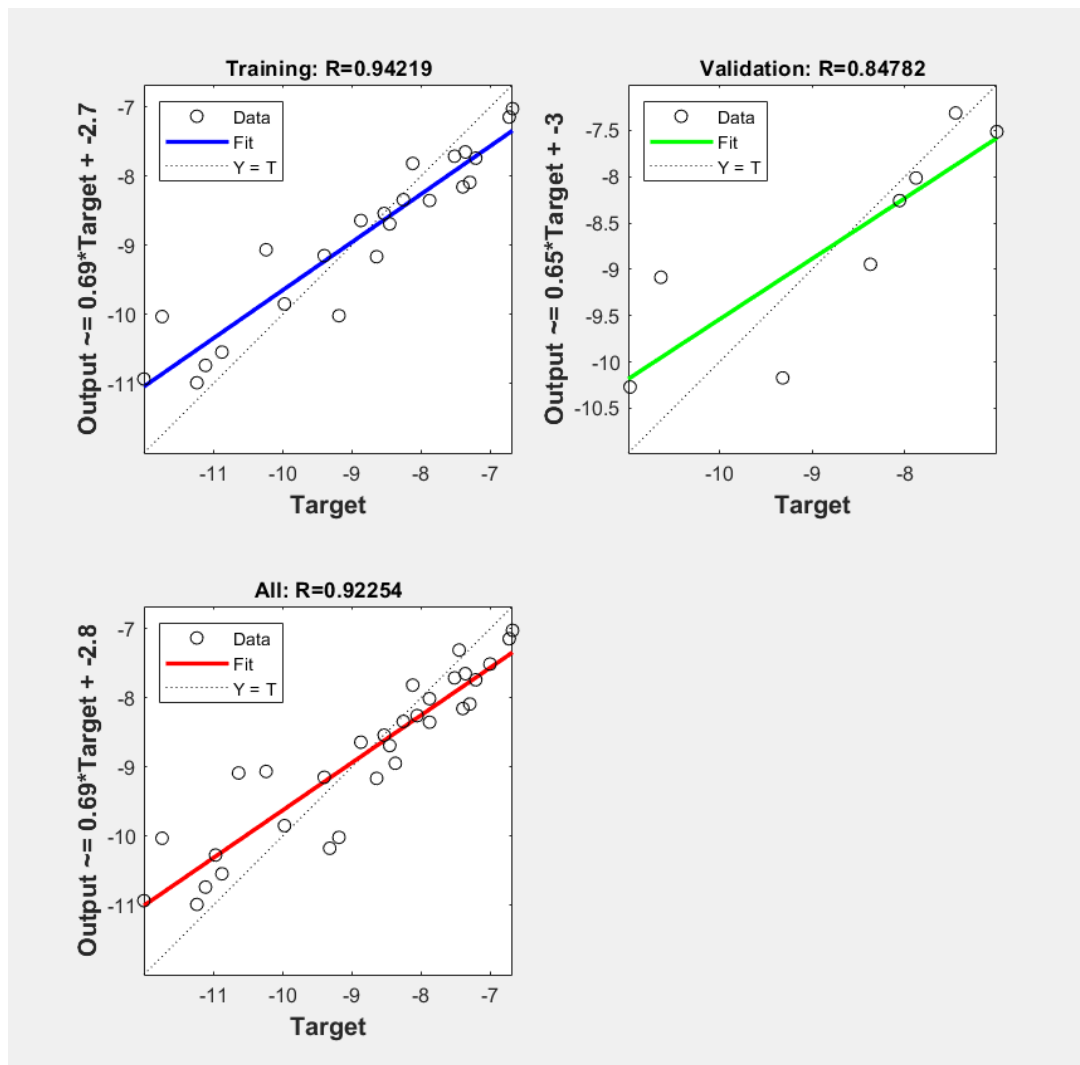 Training: R=0.94219
Output ~= 0.69*Target + -2.7
Data
Fit
Y = T
-7
-8
-9
-10
-11
-11 -10 -9 -8 -7
Target
Validation: R=0.84782
Output ~= 0.65*Target + -3
Data
Fit
Y = T
-7.5
-8
-8.5
-9
-9.5
-10
-10.5
-10 -9 -8
Target
All: R=0.92254
Output ~= 0.69*Target + -2.8
Data
Fit
Y = T
-7
-8
-9
-10
-11
-11 -10 -9 -8 -7
Target